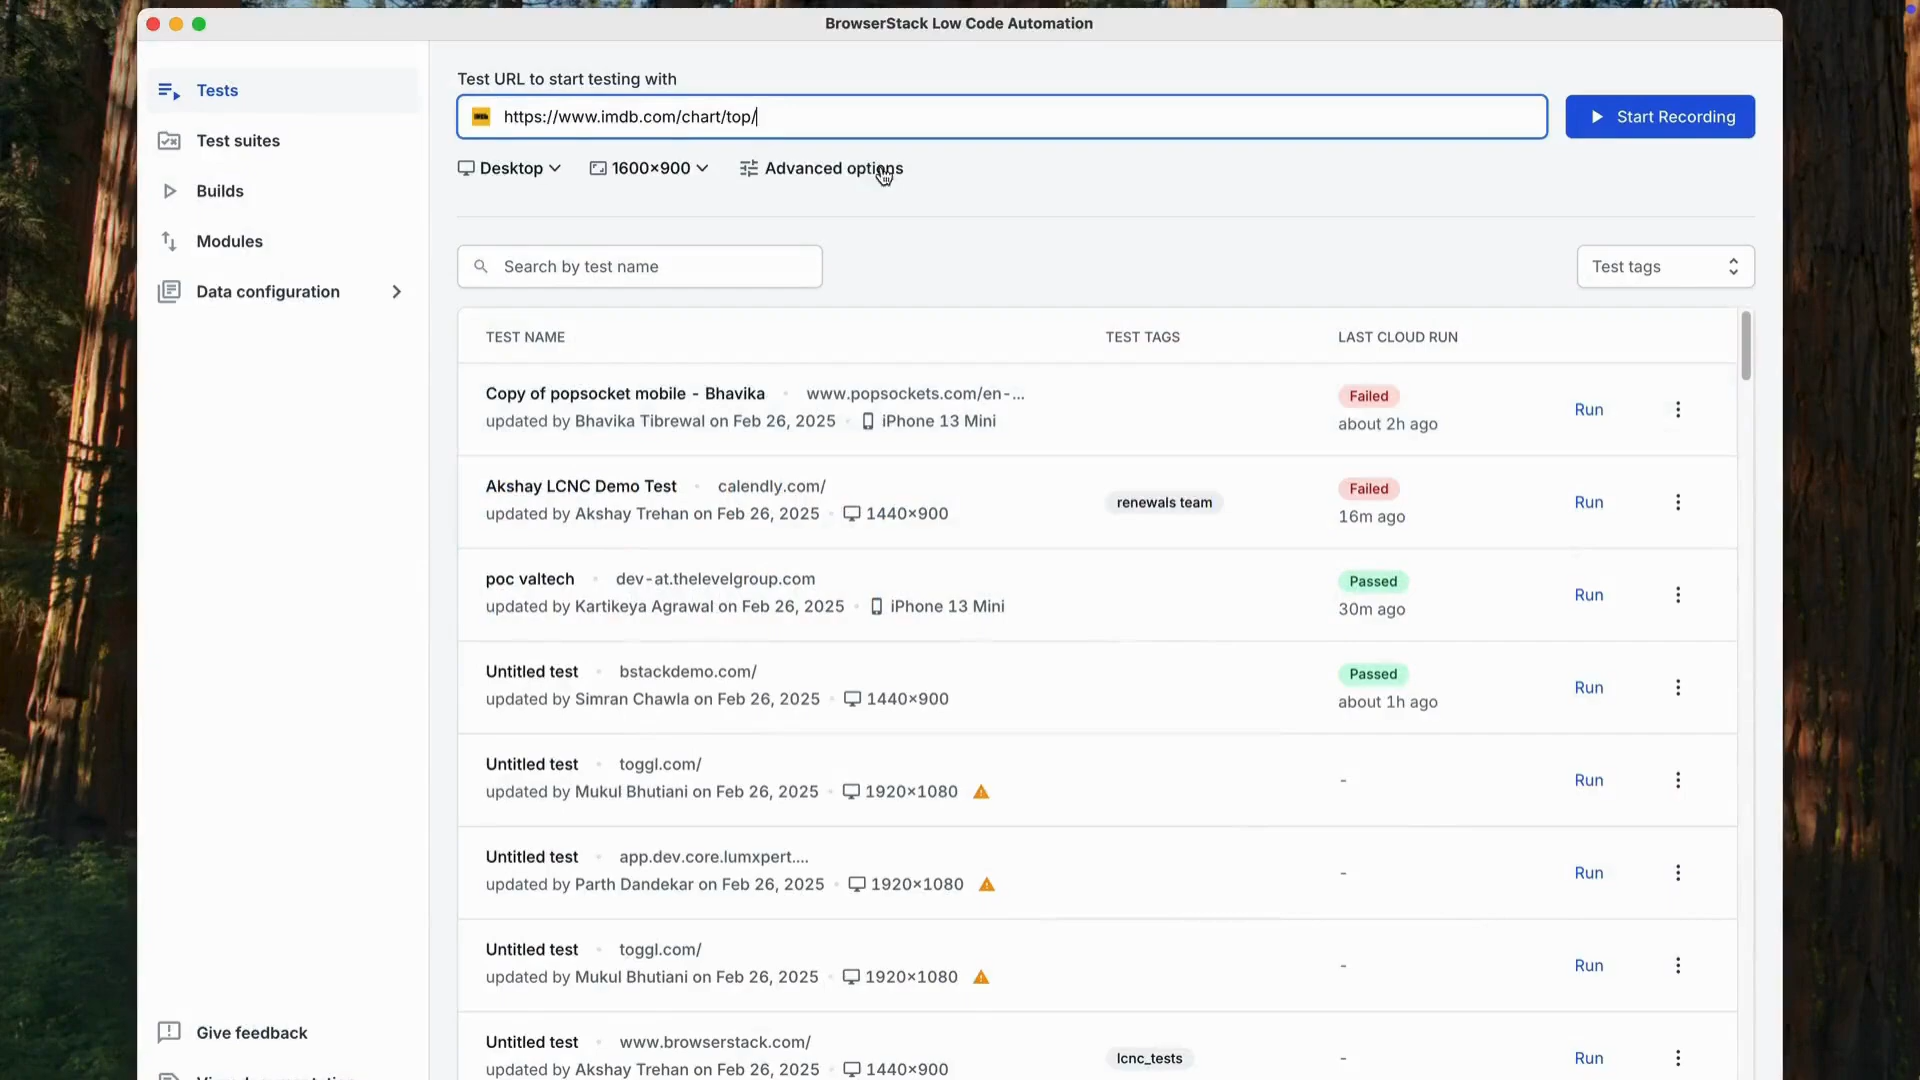 BrowserStack Low Code Automation
Tests
Test suites
Builds
Modules
Data configuration
Give feedback
Test URL to start testing with
https://www.imdb.com/chart/top/
Start Recording
Desktop
1600×900
Advanced options
Search by test name
Test tags
TEST NAME
TEST TAGS
LAST CLOUD RUN
Copy of popsocket mobile - Bhavika
www.popsockets.com/en-...
updated by Bhavika Tibrewal on Feb 26, 2025
iPhone 13 Mini
Failed
about 2h ago
Run
Akshay LCNC Demo Test
calendly.com/
updated by Akshay Trehan on Feb 26, 2025
1440×900
renewals team
Failed
16m ago
Run
poc valtech
dev-at.thelevelgroup.com
updated by Kartikeya Agrawal on Feb 26, 2025
iPhone 13 Mini
Passed
30m ago
Run
Untitled test
bstackdemo.com/
updated by Simran Chawla on Feb 26, 2025
1440×900
Passed
about 1h ago
Run
Untitled test
toggl.com/
updated by Mukul Bhutiani on Feb 26, 2025
1920×1080
-
Run
Untitled test
app.dev.core.lumxpert....
updated by Parth Dandekar on Feb 26, 2025
1920×1080
-
Run
Untitled test
toggl.com/
updated by Mukul Bhutiani on Feb 26, 2025
1920×1080
-
Run
Untitled test
www.browserstack.com/
updated by Akshay Trehan on Feb 26, 2025
1440×900
lcnc_tests
-
Run